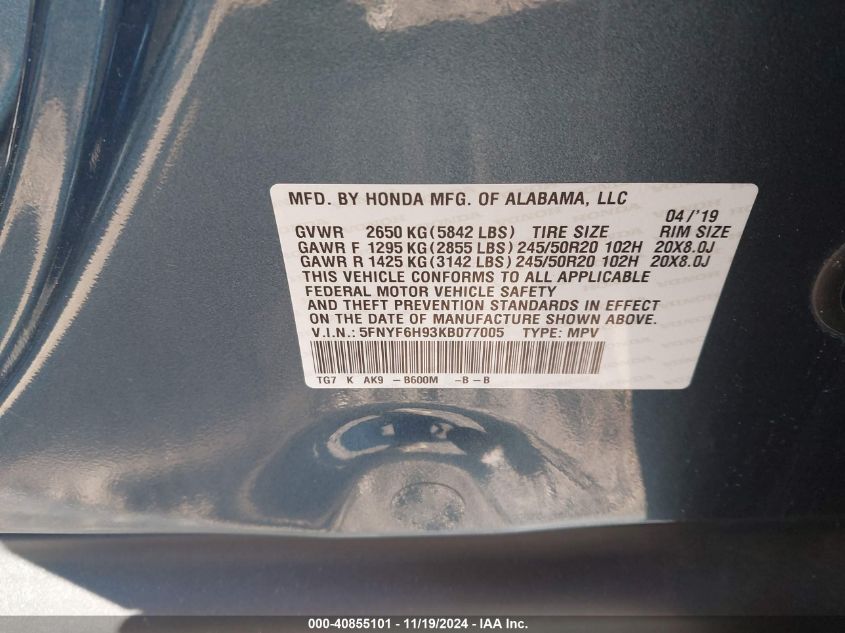 MFD. BY HONDA MFG. OF ALABAMA, LLC
04/'19
GVWR 2650 KG (5842 LBS) TIRE SIZE RIM SIZE
GAWR F 1295 KG (2855 LBS) 245/50R20 102H 20X8.0J
GAWR R 1425 KG (3142 LBS) 245/50R20 102H 20X8.0J
THIS VEHICLE CONFORMS TO ALL APPLICABLE
FEDERAL MOTOR VEHICLE SAFETY
AND THEFT PREVENTION STANDARDS IN EFFECT
ON THE DATE OF MANUFACTURE SHOWN ABOVE.
V.I.N.: 5FNYF6H93KB077005 TYPE: MPV
TG7 K AK9 -B600M -B-B
000-40855101 - 11/19/2024 - IAA Inc.